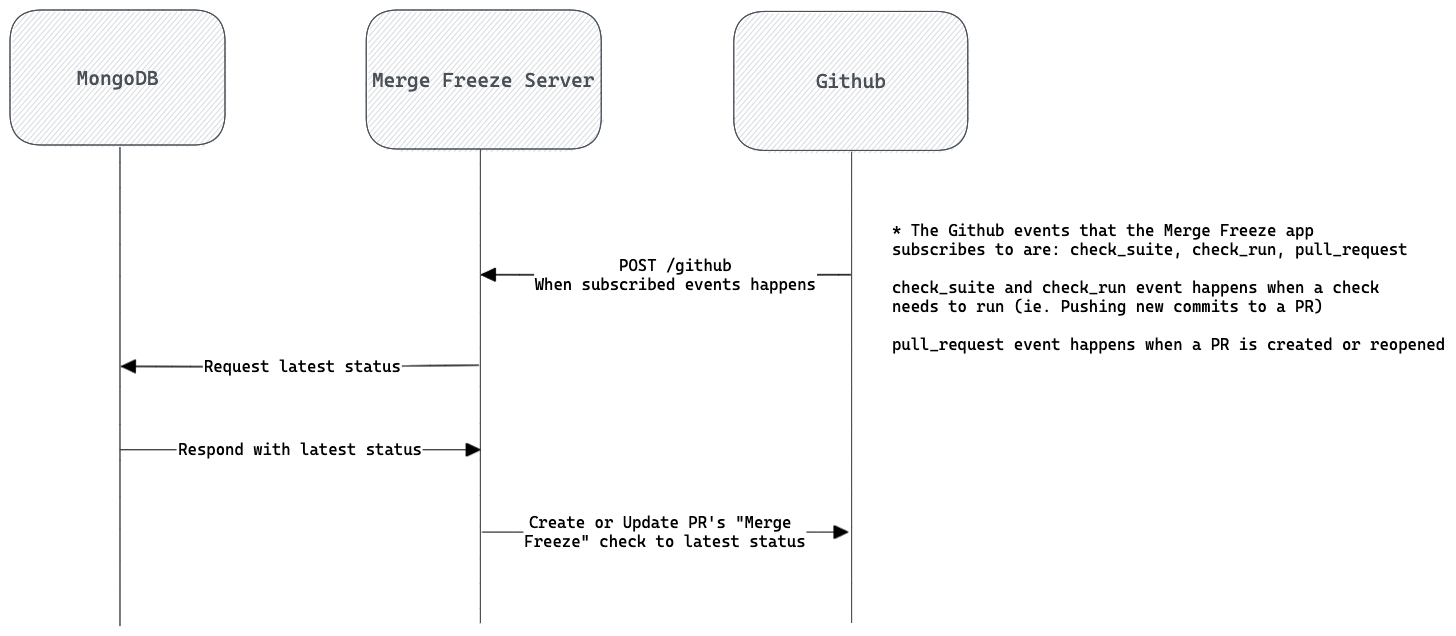 MongoDB
Merge Freeze Server
Github
* The Github events that the Merge Freeze app
subscribes to are: check_suite, check_run, pull_request
check_suite and check_run event happens when a check
needs to run (ie. Pushing new commits to a PR)
pull_request event happens when a PR is created or reopened
POST /github
When subscribed events happens
Request latest status
Respond with latest status
Create or Update PR's "Merge
Freeze" check to latest status